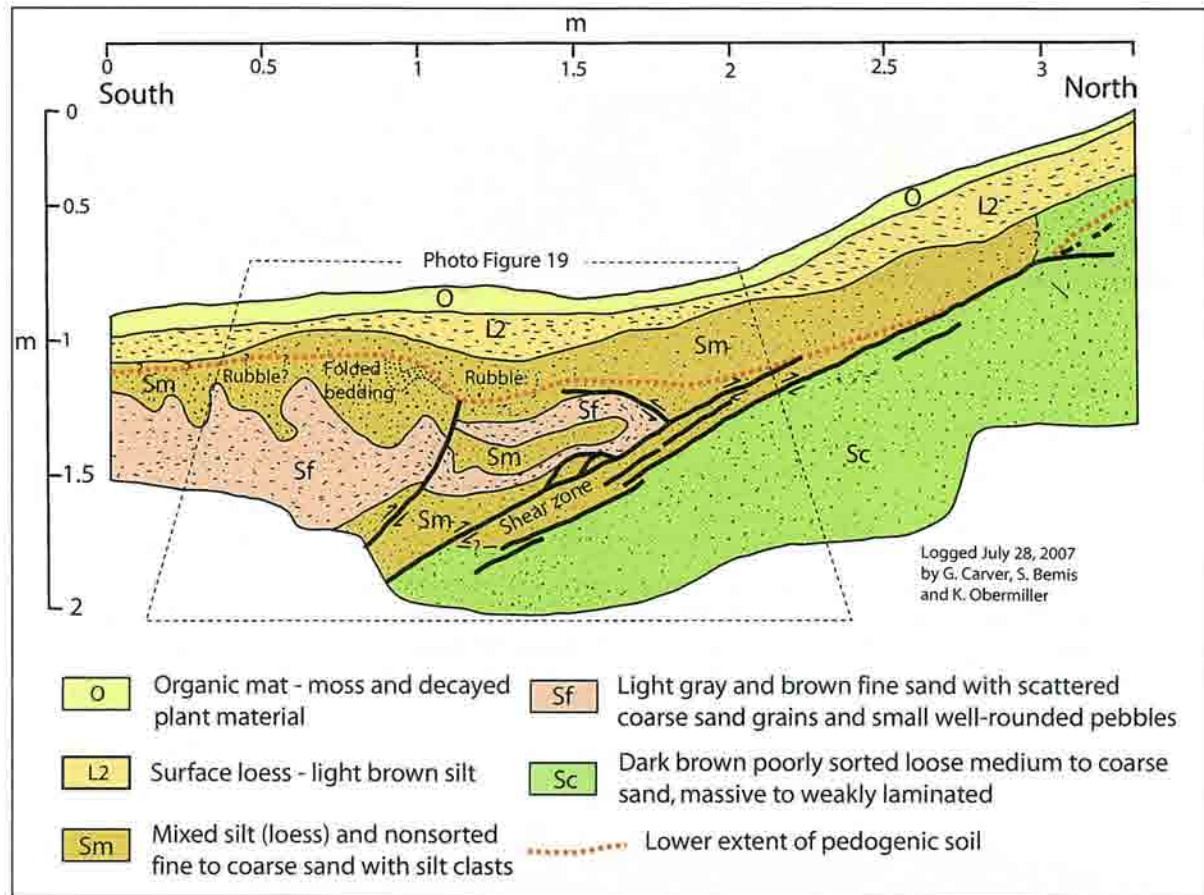 m
0 0.5 1 1.5 2 2.5 3
South North
0
0.5
m
1
1.5
2
O
L2
Photo Figure 19
O
L2
Sm
Sm
Rubble?
?
Folded bedding
Rubble
Sf
Sm
Sf
Sc
Sm
Shear zone
?
Logged July 28, 2007
by G. Carver, S. Bemis
and K. Obermiller
O Organic mat - moss and decayed
plant material
L2 Surface loess - light brown silt
Sm Mixed silt (loess) and nonsorted
fine to coarse sand with silt clasts
Sf Light gray and brown fine sand with scattered
coarse sand grains and small well-rounded pebbles
Sc Dark brown poorly sorted loose medium to coarse
sand, massive to weakly laminated
Lower extent of pedogenic soil